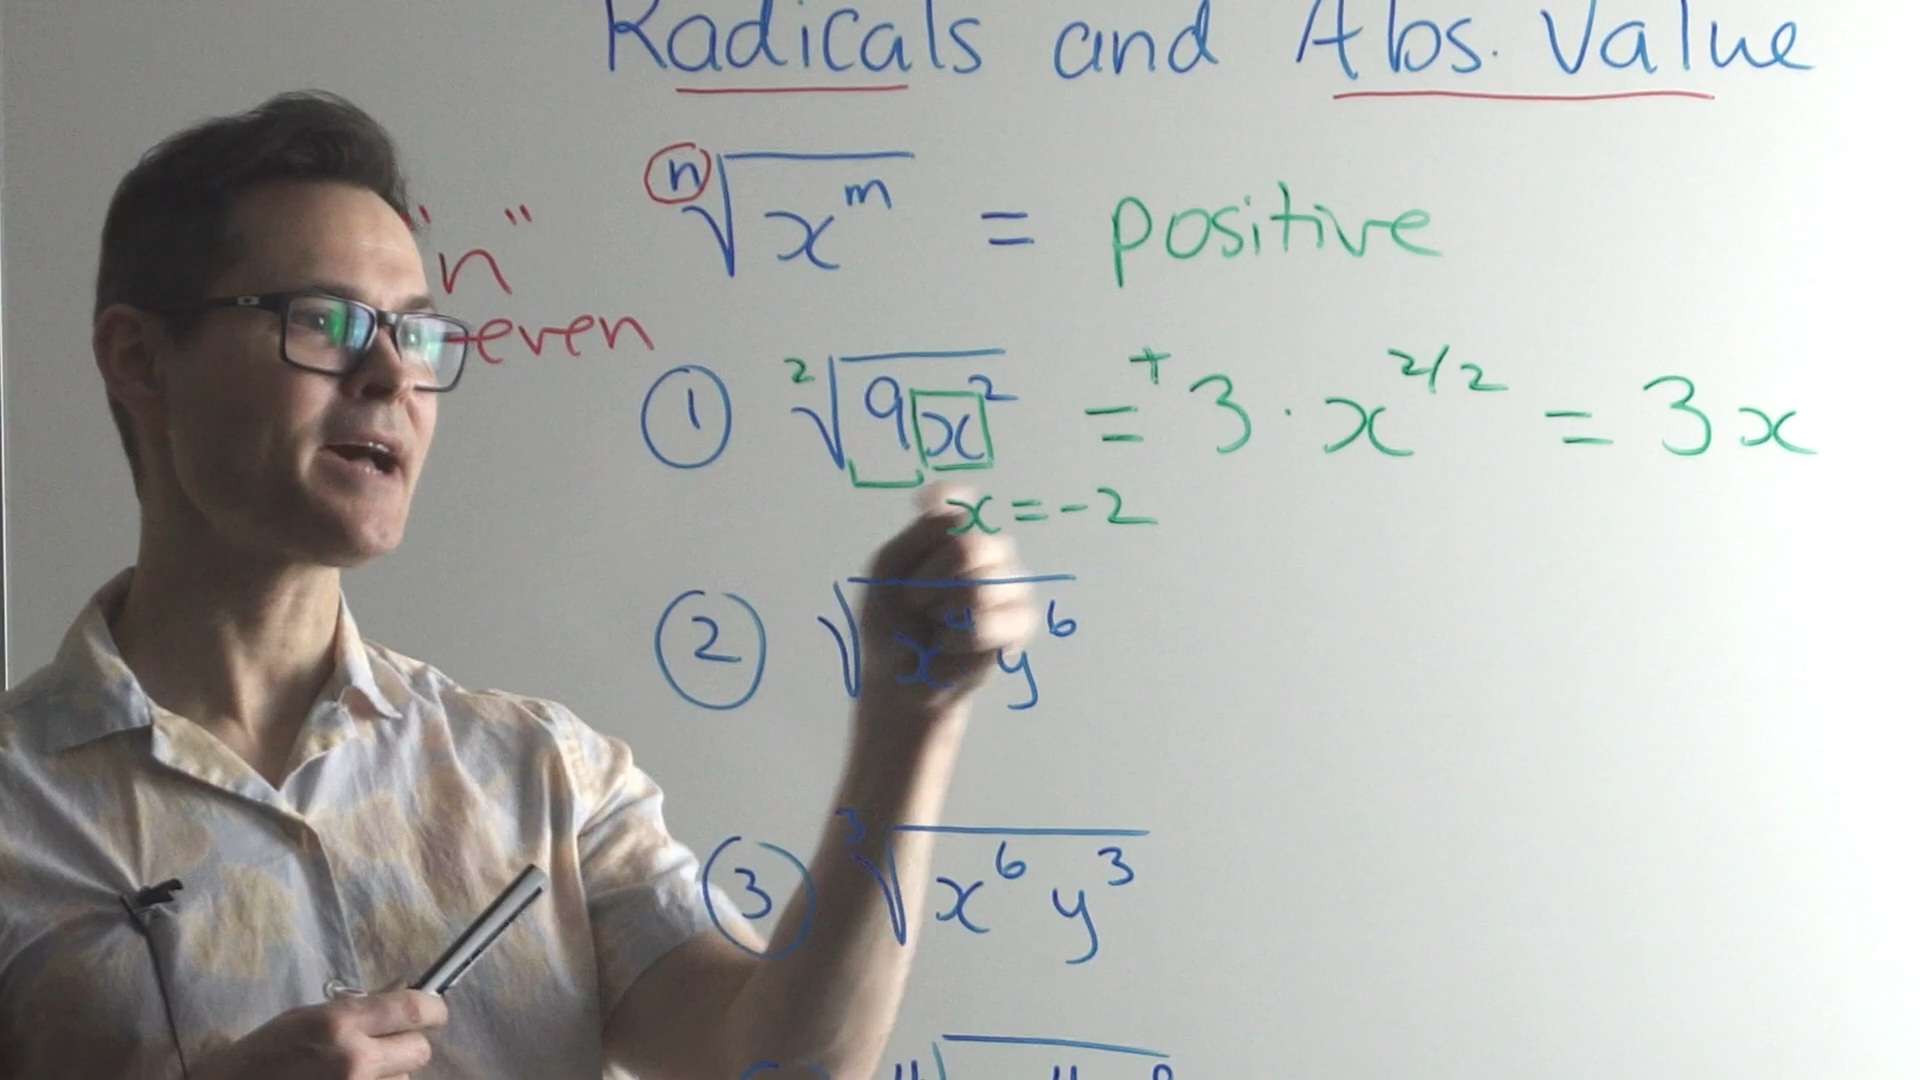 Radicals and Abs. Value
ⁿ√(xᵐ) = positive
"n"
even
① ²√(9x²) = ⁺3 · x^(2/2) = 3x
x = -2
② √(x⁴y⁶)
③ ³√(x⁶y³)